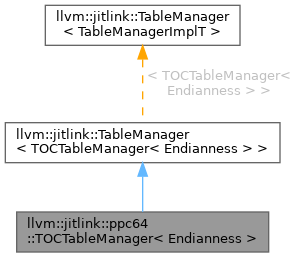 llvm::jitlink::TableManager
< TableManagerImplT >
< TOCTableManager<
Endianness > >
llvm::jitlink::TableManager
< TOCTableManager< Endianness > >
llvm::jitlink::ppc64
::TOCTableManager< Endianness >